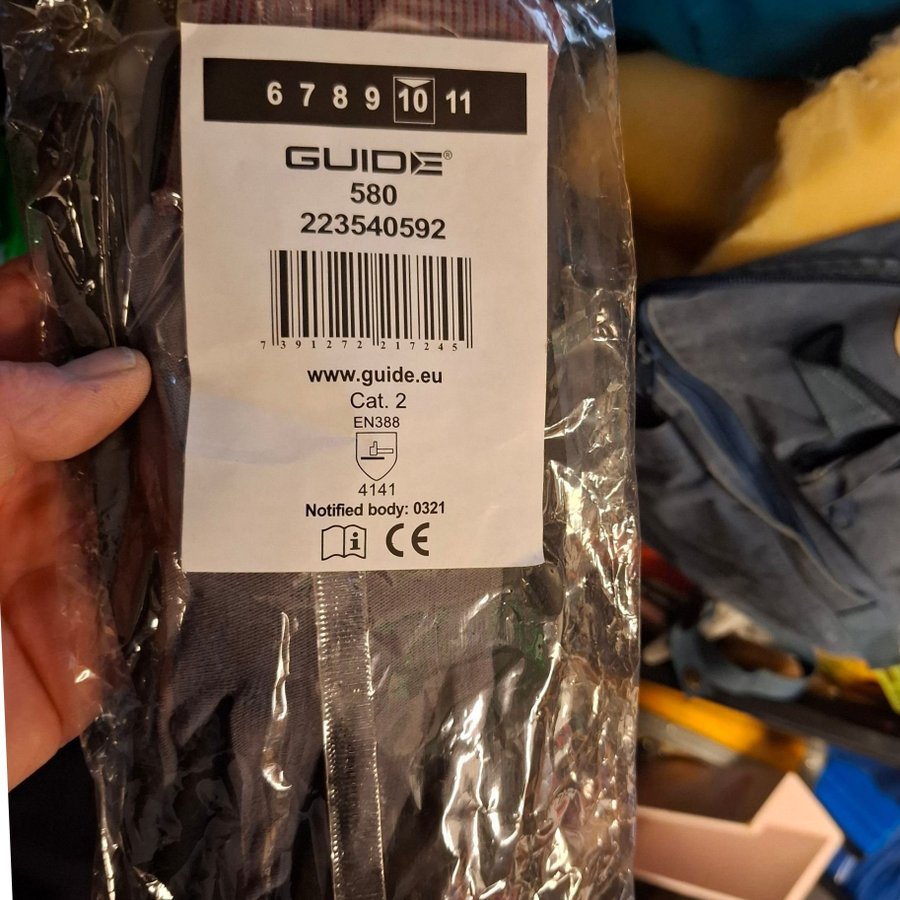 6 7 8 9 10 11
GUIDE®
580
223540592
7 391272 217245
www.guide.eu
Cat. 2
EN388
4141
Notified body: 0321
i CE